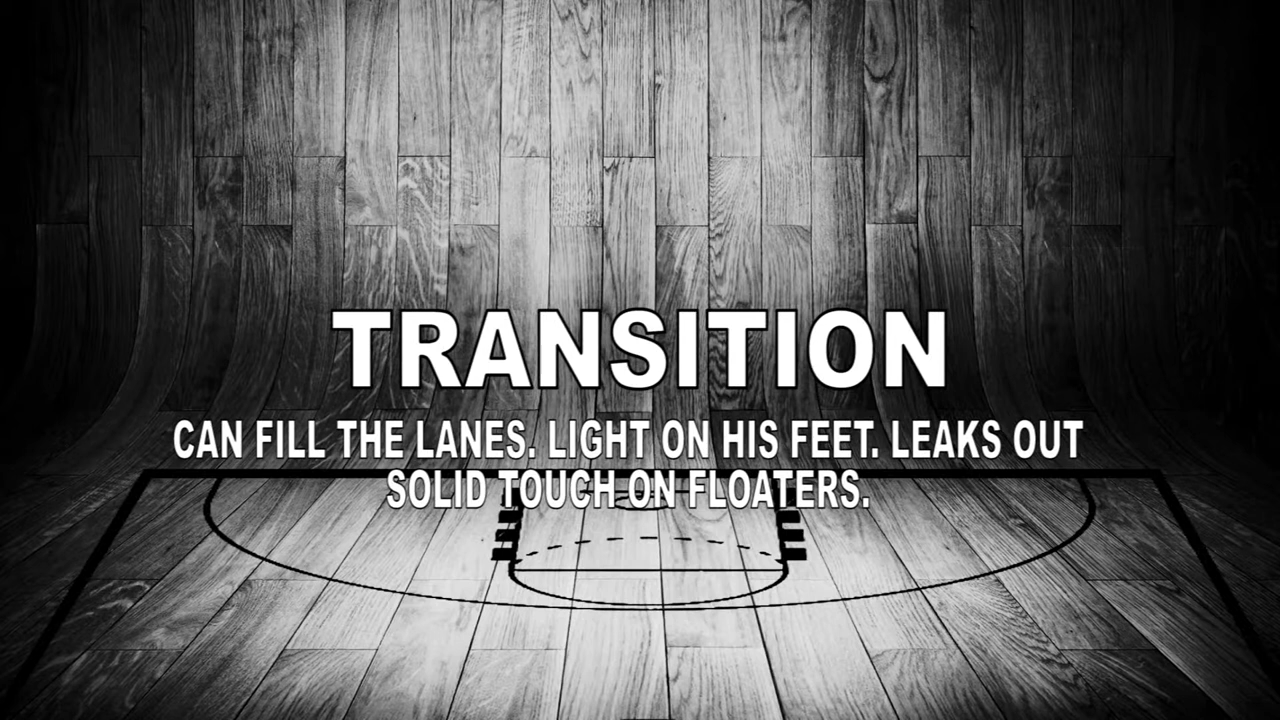 TRANSITION
CAN FILL THE LANES. LIGHT ON HIS FEET. LEAKS OUT
SOLID TOUCH ON FLOATERS.